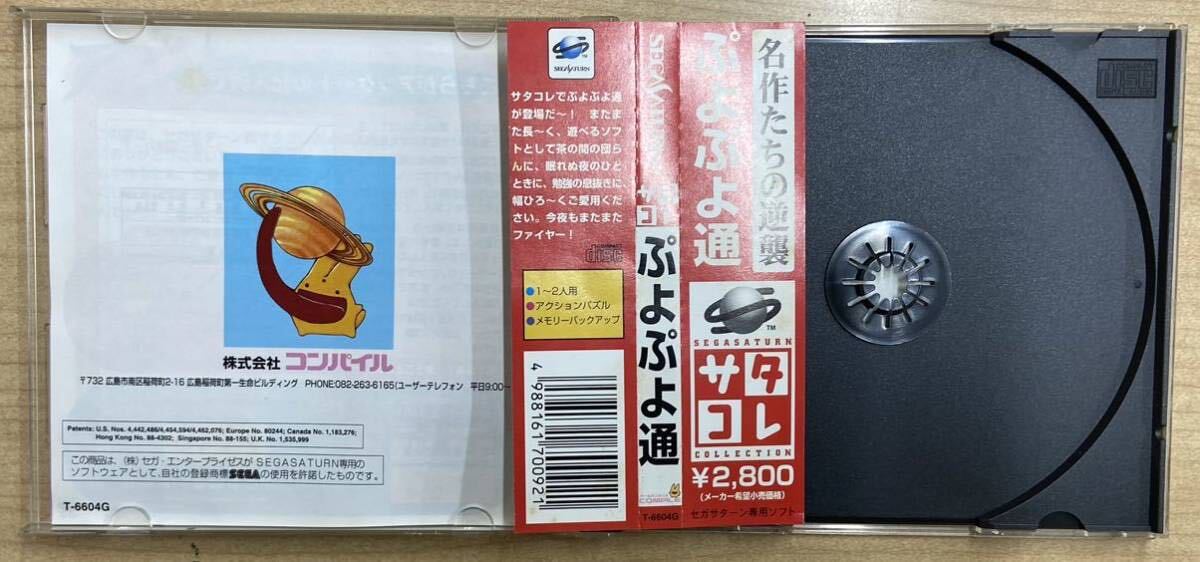 株式会社 コンパイル
〒732 広島市南区稲荷町2-16 広島稲荷町第一生命ビルディング PHONE:082-263-6165(ユーザーテレフォン 平日9:00~
Patents: U.S. Nos. 4,442,486/4,454,594/4,462,076; Europe No. 80244; Canada No. 1,183,276;
Hong Kong No. 88-4302; Singapore No. 88-155; U.K. No. 1,535,999
この商品は、(株)セガ・エンタープライゼスがSEGASATURN専用の
ソフトウェアとして、自社の登録商標SEGAの使用を許諾したものです。
T-6604G
SEGASATURN
TM
サタコレでぷよぷよ通
が登場だ~! またま
た長~く、遊べるソフ
トとして茶の間の団ら
んに、眠れぬ夜のひと
ときに、勉強の息抜きに、
幅ひろ~くご愛用くだ
さい。今夜もまたまた
ファイヤー!
COMPACT
disc
●1~2人用
●アクションパズル
●メモリーバックアップ
4 988161 700921
SEGA SATURN
サタ
コレ
ぷよぷよ通
COMPILE
T-6604G
名作たちの逆襲
ぷよぷよ通
TM
SEGASATURN
サタ
コレ
COLLECTION
¥2,800
(メーカー希望小売価格)
セガサターン専用ソフト
COMPACT
disc